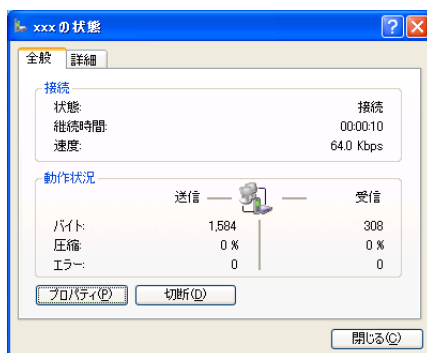 xxx の状態
全般 詳細
接続
状態: 接続
継続時間: 00:00:10
速度: 64.0 Kbps
動作状況
送信 受信
バイト: 1,584 308
圧縮: 0 % 0 %
エラー: 0 0
プロパティ(P) 切断(D)
閉じる(C)